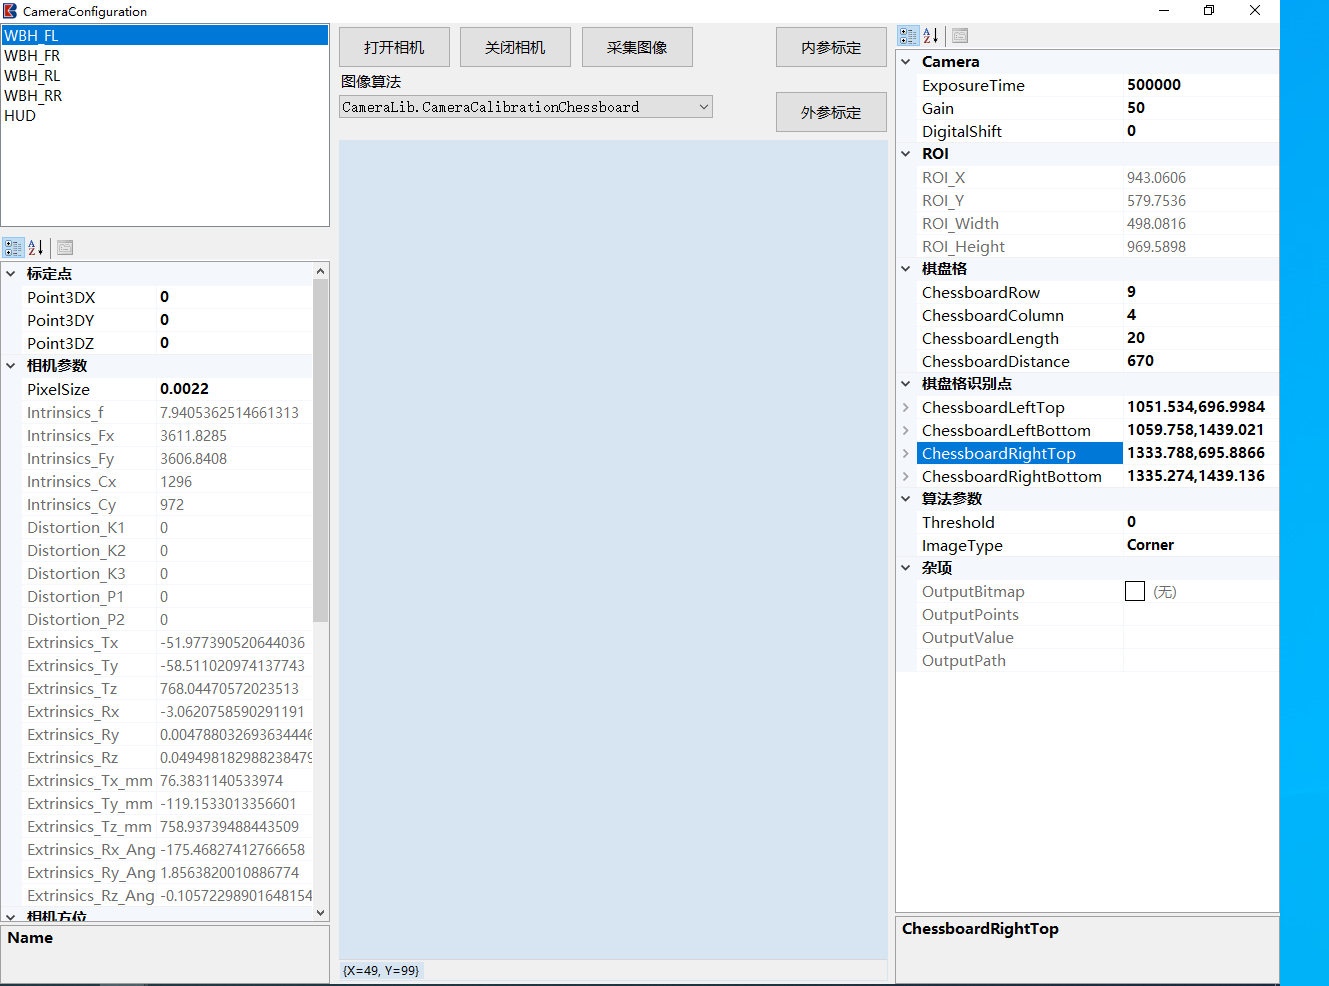 CameraConfiguration
WBH_FL
WBH_FR
WBH_RL
WBH_RR
HUD
标定点
Point3DX 0
Point3DY 0
Point3DZ 0
相机参数
PixelSize 0.0022
Intrinsics_f 7.9405362514661313
Intrinsics_Fx 3611.8285
Intrinsics_Fy 3606.8408
Intrinsics_Cx 1296
Intrinsics_Cy 972
Distortion_K1 0
Distortion_K2 0
Distortion_K3 0
Distortion_P1 0
Distortion_P2 0
Extrinsics_Tx -51.977390520644036
Extrinsics_Ty -58.511020974137743
Extrinsics_Tz 768.04470572023513
Extrinsics_Rx -3.0620758590291191
Extrinsics_Ry 0.004788032693634446
Extrinsics_Rz 0.049498182988238479
Extrinsics_Tx_mm 76.3831140533974
Extrinsics_Ty_mm -119.1533013356601
Extrinsics_Tz_mm 758.93739488443509
Extrinsics_Rx_Ang -175.46827412766658
Extrinsics_Ry_Ang 1.8563820010886774
Extrinsics_Rz_Ang -0.10572298901648154
相机方位
Name
打开相机 关闭相机 采集图像 内参标定
图像算法
CameraLib.CameraCalibrationChessboard
外参标定
{X=49, Y=99}
Camera
ExposureTime 500000
Gain 50
DigitalShift 0
ROI
ROI_X 943.0606
ROI_Y 579.7536
ROI_Width 498.0816
ROI_Height 969.5898
棋盘格
ChessboardRow 9
ChessboardColumn 4
ChessboardLength 20
ChessboardDistance 670
棋盘格识别点
ChessboardLeftTop 1051.534,696.9984
ChessboardLeftBottom 1059.758,1439.021
ChessboardRightTop 1333.788,695.8866
ChessboardRightBottom 1335.274,1439.136
算法参数
Threshold 0
ImageType Corner
杂项
OutputBitmap (无)
OutputPoints
OutputValue
OutputPath
ChessboardRightTop